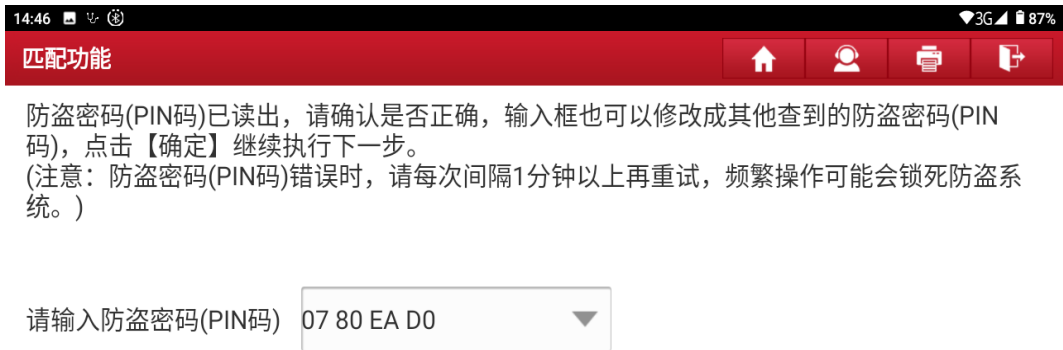 14:46 3G 87%
匹配功能
防盗密码(PIN码)已读出，请确认是否正确，输入框也可以修改成其他查到的防盗密码(PIN
码)，点击【确定】继续执行下一步。
(注意：防盗密码(PIN码)错误时，请每次间隔1分钟以上再重试，频繁操作可能会锁死防盗系
统。)
请输入防盗密码(PIN码) 07 80 EA D0